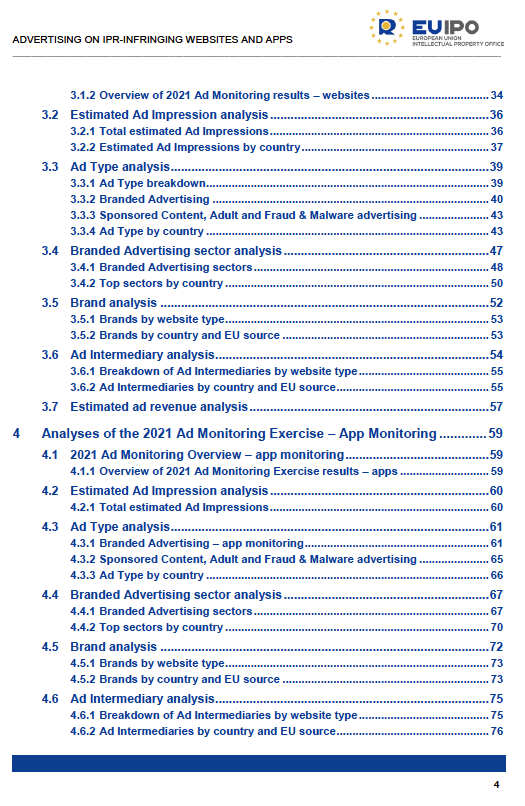 ADVERTISING ON IPR-INFRINGING WEBSITES AND APPS
EUIPO
EUROPEAN UNION
INTELLECTUAL PROPERTY OFFICE
3.1.2 Overview of 2021 Ad Monitoring results – websites ..................................... 34
3.2 Estimated Ad Impression analysis ................................................................36
3.2.1 Total estimated Ad Impressions..................................................................... 36
3.2.2 Estimated Ad Impressions by country........................................................... 37
3.3 Ad Type analysis..............................................................................................39
3.3.1 Ad Type breakdown......................................................................................... 39
3.3.2 Branded Advertising ....................................................................................... 40
3.3.3 Sponsored Content, Adult and Fraud & Malware advertising ...................... 43
3.3.4 Ad Type by country ......................................................................................... 43
3.4 Branded Advertising sector analysis .............................................................47
3.4.1 Branded Advertising sectors .......................................................................... 48
3.4.2 Top sectors by country ................................................................................... 50
3.5 Brand analysis .................................................................................................52
3.5.1 Brands by website type................................................................................... 53
3.5.2 Brands by country and EU source ................................................................. 53
3.6 Ad Intermediary analysis.................................................................................54
3.6.1 Breakdown of Ad Intermediaries by website type......................................... 55
3.6.2 Ad Intermediaries by country and EU source................................................ 55
3.7 Estimated ad revenue analysis .......................................................................57
4 Analyses of the 2021 Ad Monitoring Exercise – App Monitoring ............. 59
4.1 2021 Ad Monitoring Overview – app monitoring...........................................59
4.1.1 Overview of 2021 Ad Monitoring Exercise results – apps ............................ 59
4.2 Estimated Ad Impression analysis ................................................................60
4.2.1 Total estimated Ad Impressions..................................................................... 60
4.3 Ad Type analysis..............................................................................................61
4.3.1 Branded Advertising – app monitoring.......................................................... 61
4.3.2 Sponsored Content, Adult and Fraud & Malware advertising ...................... 65
4.3.3 Ad Type by country ......................................................................................... 66
4.4 Branded Advertising sector analysis .............................................................67
4.4.1 Branded Advertising sectors .......................................................................... 67
4.4.2 Top sectors by country ................................................................................... 70
4.5 Brand analysis .................................................................................................72
4.5.1 Brands by website type................................................................................... 73
4.5.2 Brands by country and EU source ................................................................. 73
4.6 Ad Intermediary analysis.................................................................................75
4.6.1 Breakdown of Ad Intermediaries by website type......................................... 75
4.6.2 Ad Intermediaries by country and EU source................................................ 76
4